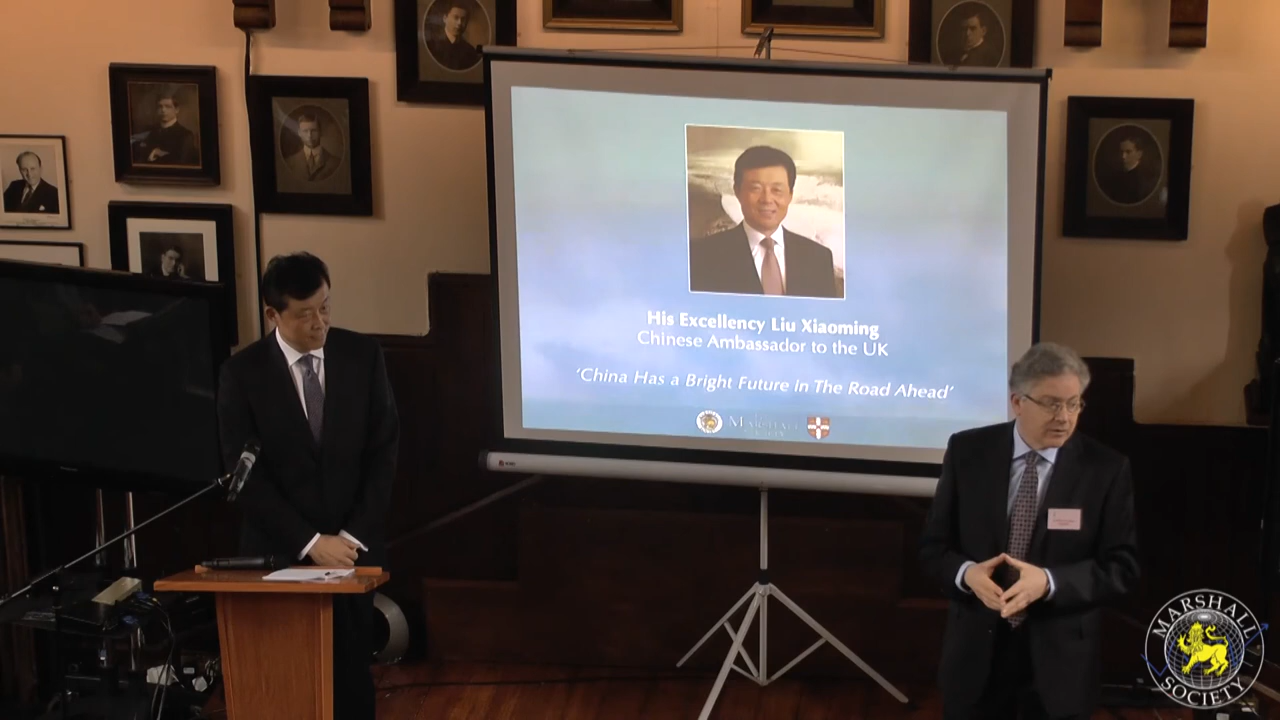 His Excellency Liu Xiaoming
Chinese Ambassador to the UK
'China Has a Bright Future in The Road Ahead'
MARSHALL
MARSHALL
SOCIETY